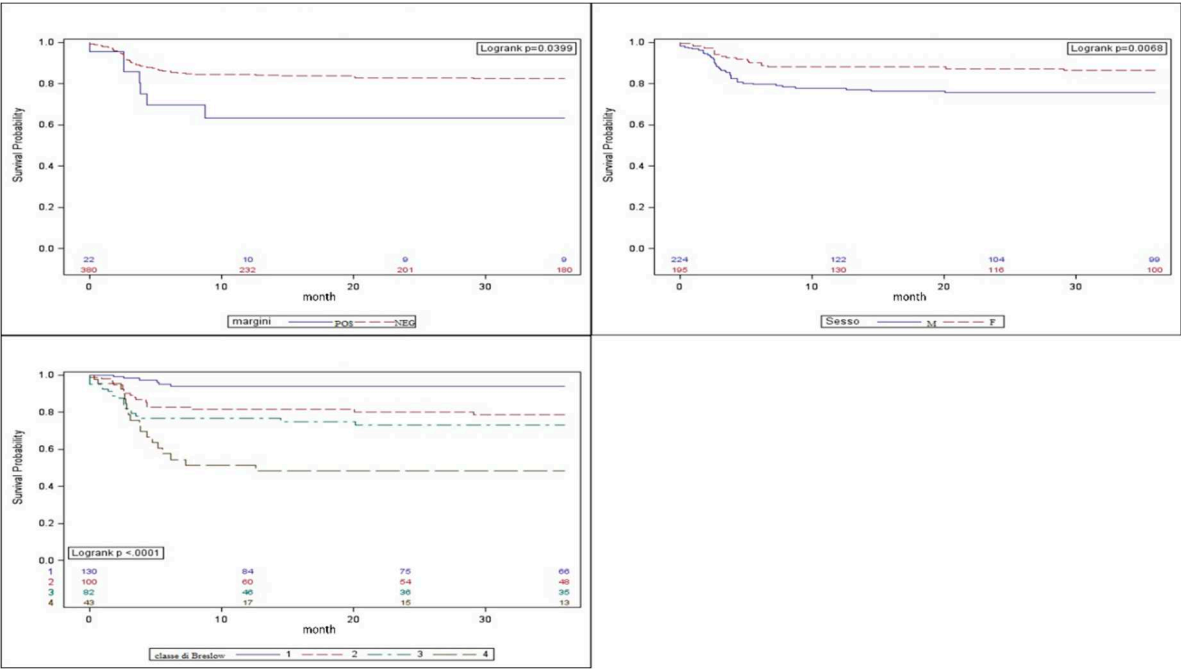 Logrank p=0.0399
Survival Probability
1.0
0.8
0.6
0.4
0.2
0.0
22 10 9 9
380 232 201 180
0 10 20 30
month
margini POS NEG
Logrank p=0.0068
Survival Probability
1.0
0.8
0.6
0.4
0.2
0.0
224 122 104 99
195 130 116 100
0 10 20 30
month
Sesso M F
Survival Probability
1.0
0.8
0.6
0.4
0.2
0.0
Logrank p <.0001
1 130 84 75 66
2 100 60 54 48
3 82 46 36 35
4 43 17 15 13
0 10 20 30
month
classe di Breslow 1 2 3 4